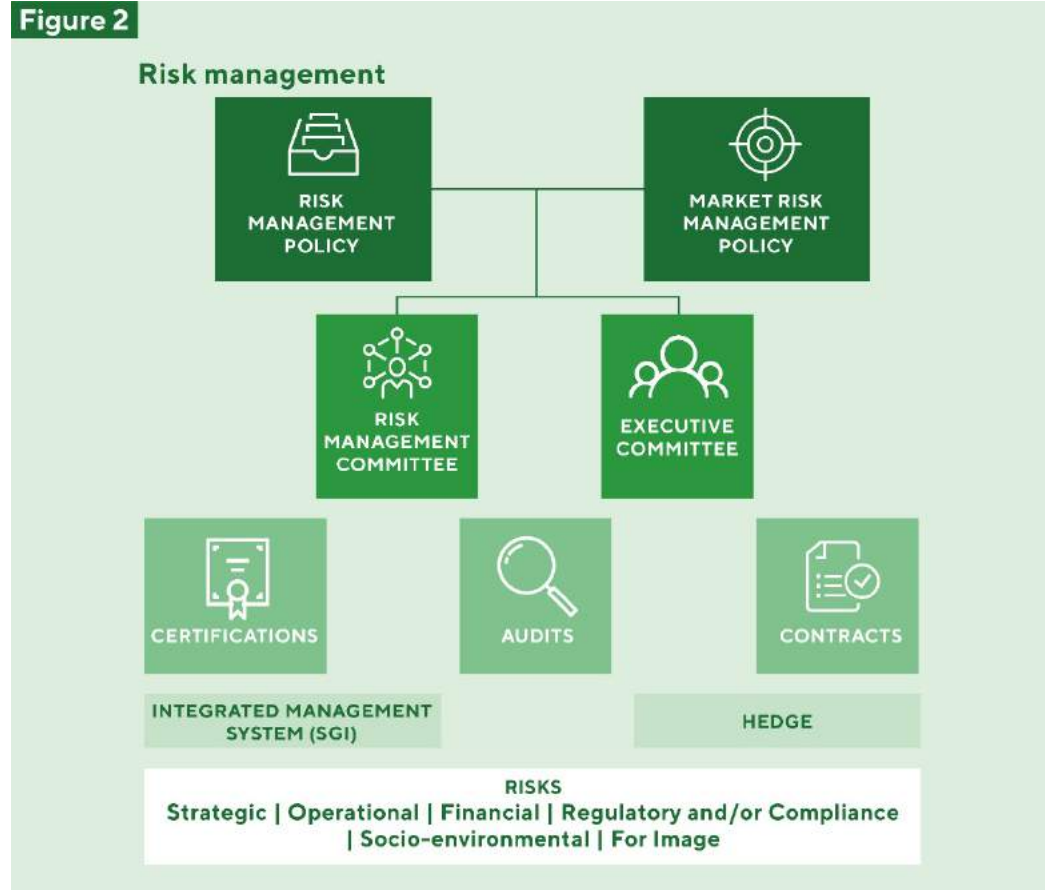 Figure 2
Risk management
RISK
MANAGEMENT
POLICY
MARKET RISK
MANAGEMENT
POLICY
RISK
MANAGEMENT
COMMITTEE
EXECUTIVE
COMMITTEE
CERTIFICATIONS
AUDITS
CONTRACTS
INTEGRATED MANAGEMENT
SYSTEM (SGI)
HEDGE
RISKS
Strategic | Operational | Financial | Regulatory and/or Compliance
| Socio-environmental | For Image